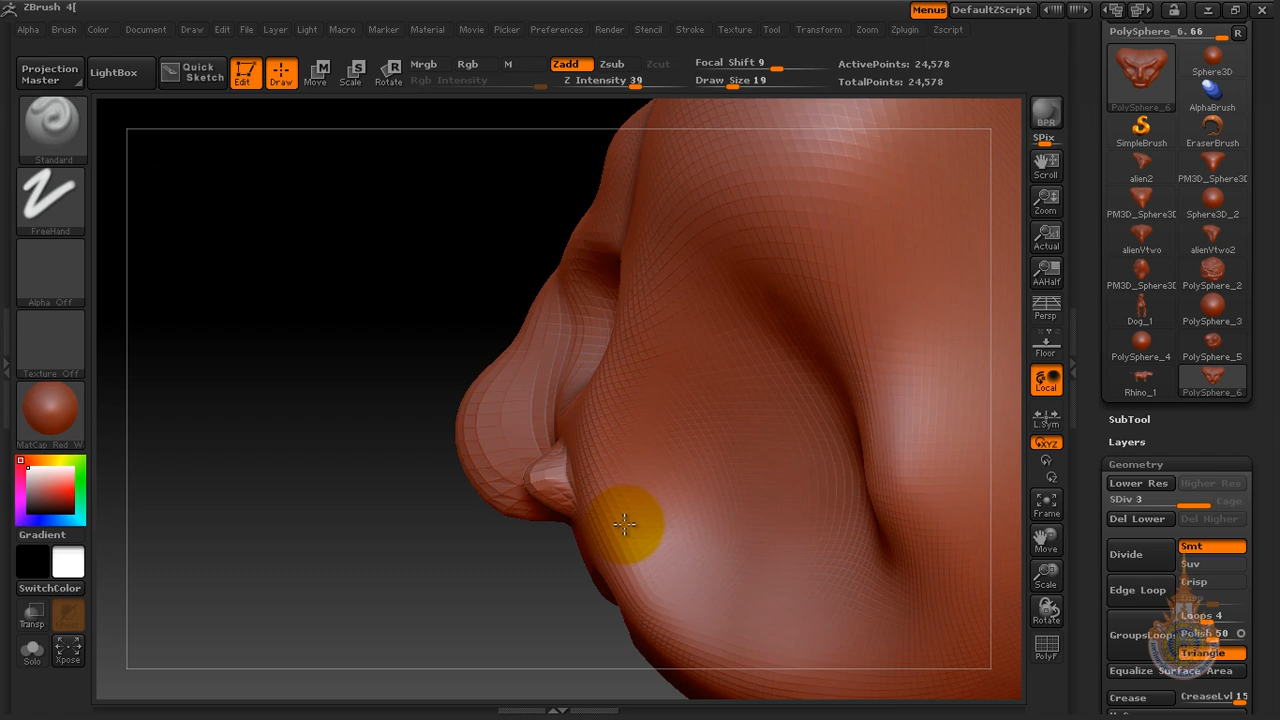 ZBrush 4[
Menus DefaultZScript
Alpha Brush Color Document Draw Edit File Layer Light Macro Marker Material Movie Picker Preferences Render Stencil Stroke Texture Tool Transform Zoom Zplugin Zscript
Projection Master
LightBox
Quick Sketch
Edit Draw Move Scale Rotate
Mrgb Rgb M Zadd Zsub Zcut
Rgb Intensity Z Intensity 39
Focal Shift 9
Draw Size 19
ActivePoints: 24,578
TotalPoints: 24,578
Standard
FreeHand
Alpha Off
Texture Off
MatCap Red W
Gradient
SwitchColor
Transp
Solo Xpose
BPR
SPix
Scroll
Zoom
Actual
AAHalf
Persp
Floor
Local
L.Sym
XYZ
Frame
Move
Scale
Rotate
PolyF
PolySphere_6. 66 R
PolySphere_6
Sphere3D
AlphaBrush
SimpleBrush EraserBrush
alien2 PM3D_Sphere3D
PM3D_Sphere3D Sphere3D_2
alienVtwo alienVtwo2
PM3D_Sphere3D PolySphere_2
Dog_1 PolySphere_3
PolySphere_4 PolySphere_5
Rhino_1 PolySphere_6
SubTool
Layers
Geometry
Lower Res Higher Res
SDiv 3 Cage
Del Lower Del Higher
Divide Smt
Suv
Edge Loop Crisp
Loops 4
GroupsLoops Polish 50
Triangle
Equalize Surface Area
Crease CreaseLvl 15